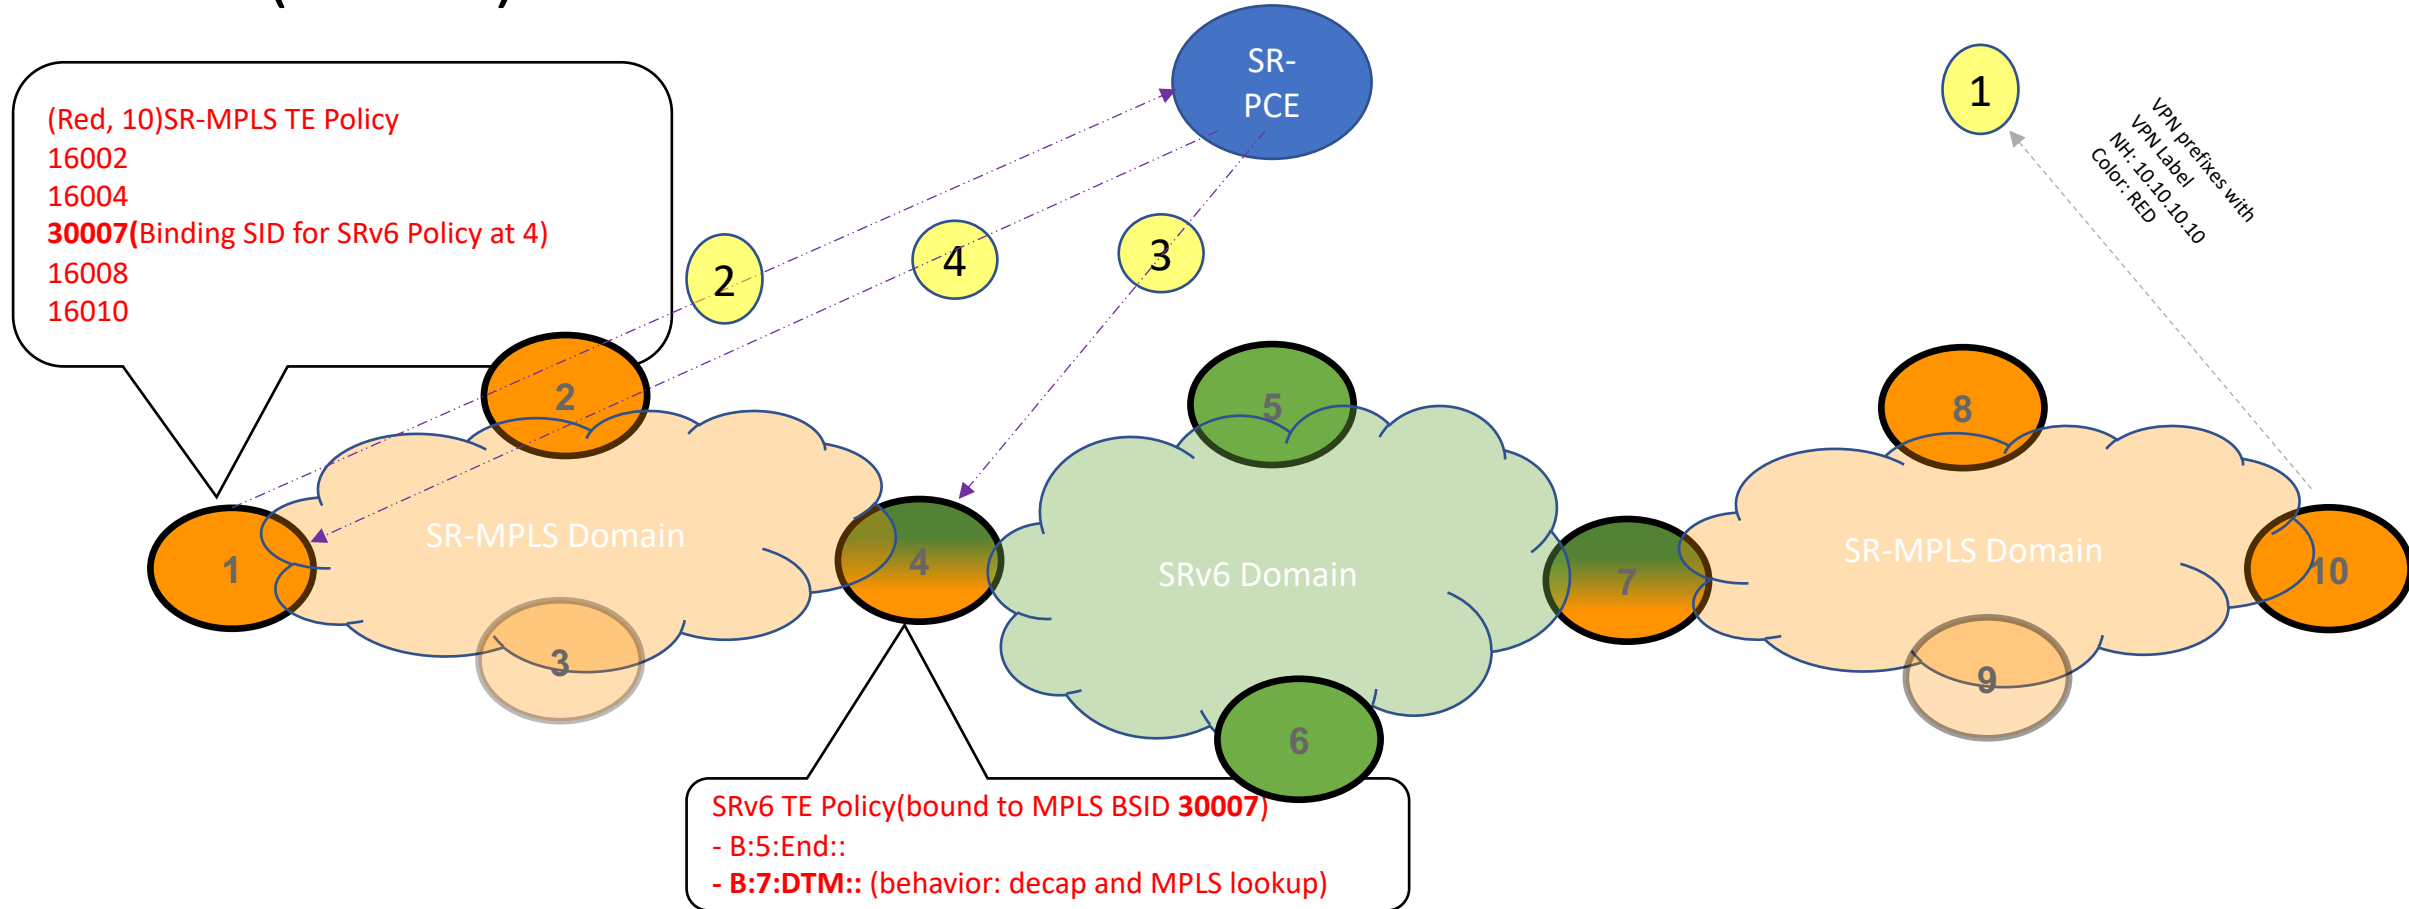 SR-
PCE
1
VPN prefixes with
VPN Label
NH: 10.10.10.10
Color: RED
(Red, 10)SR-MPLS TE Policy
16002
16004
30007(Binding SID for SRv6 Policy at 4)
16008
16010
2
4
3
2
5
8
SR-MPLS Domain
SRv6 Domain
SR-MPLS Domain
1
4
7
10
3
6
9
SRv6 TE Policy(bound to MPLS BSID 30007)
- B:5:End::
- B:7:DTM:: (behavior: decap and MPLS lookup)